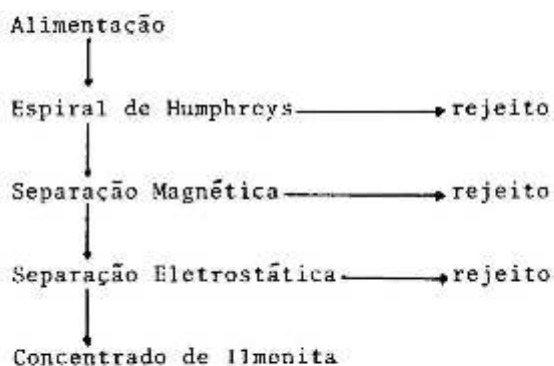 Alimentação
Espiral de Humphreys rejeito
Separação Magnética rejeito
Separação Eletrostática rejeito
Concentrado de Ilmenita